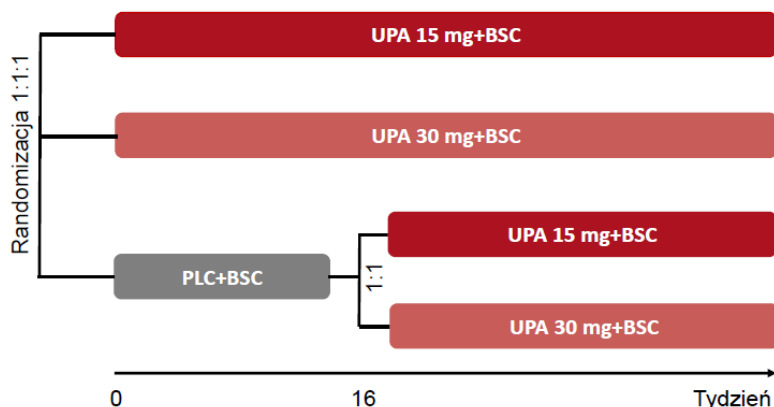 UPA 15 mg+BSC
Randomizacja 1:1:1
UPA 30 mg+BSC
UPA 15 mg+BSC
PLC+BSC
1:1
UPA 30 mg+BSC
0 16 Tydzień